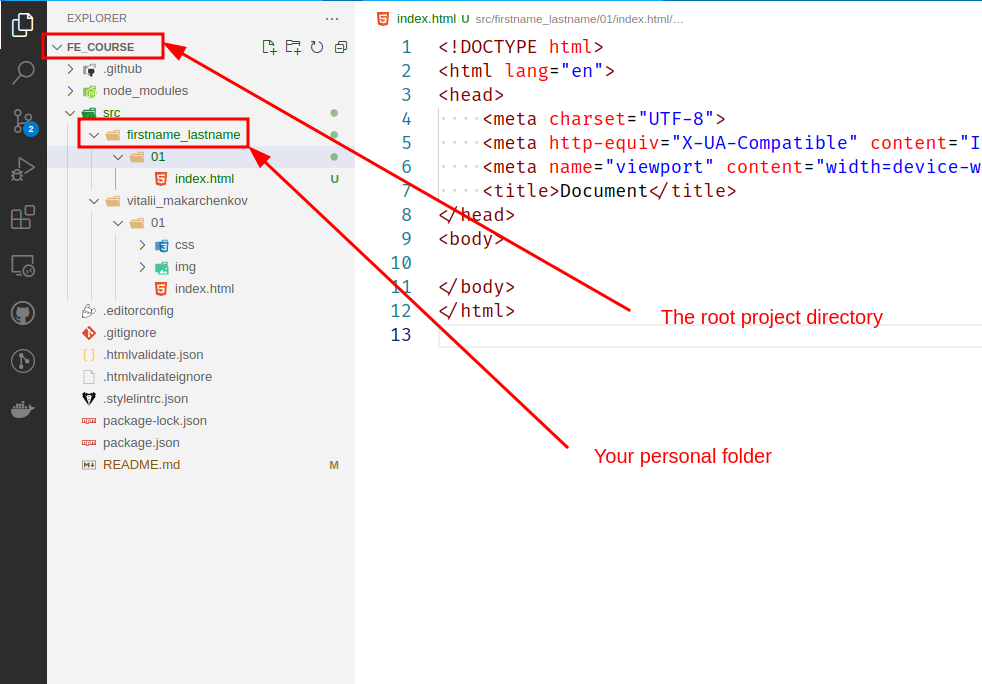 EXPLORER
FE_COURSE
.github
node_modules
src
firstname_lastname
01
index.html U
vitalii_makarchenkov
01
css
img
index.html
.editorconfig
.gitignore
.htmlvalidate.json
.htmlvalidateignore
.stylelintrc.json
package-lock.json
package.json
README.md M
2
index.html U src/firstname_lastname/01/index.html/…
1 <!DOCTYPE html>
2 <html lang="en">
3 <head>
4 <meta charset="UTF-8">
5 <meta http-equiv="X-UA-Compatible" content="I
6 <meta name="viewport" content="width=device-w
7 <title>Document</title>
8 </head>
9 <body>
10
11 </body>
12 </html>
13
The root project directory
Your personal folder